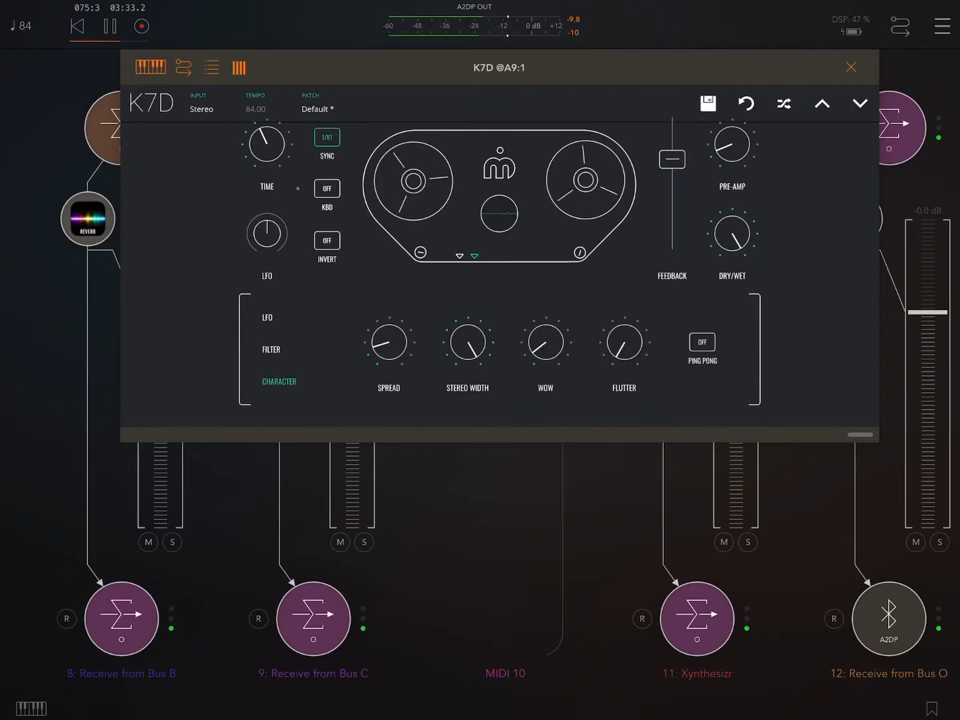 075:3 03:33.2
A2DP OUT
♩ 84
-60 -48 -36 -24 -12 0 dB +12
-9.8
-10
DSP: 47 %
K7D @A9:1
K7D
INPUT
Stereo
TEMPO
84.00
PATCH
Default *
1/8T
SYNC
TIME
OFF
KBD
PRE-AMP
REVERB
-0.0 dB
OFF
INVERT
LFO
FEEDBACK
DRY/WET
LFO
FILTER
CHARACTER
SPREAD
STEREO WIDTH
WOW
FLUTTER
OFF
PING PONG
M S
M S
M S
M S
R
O
R
O
R
O
R
A2DP
8: Receive from Bus B
9: Receive from Bus C
MIDI 10
11: Xynthesizr
12: Receive from Bus O